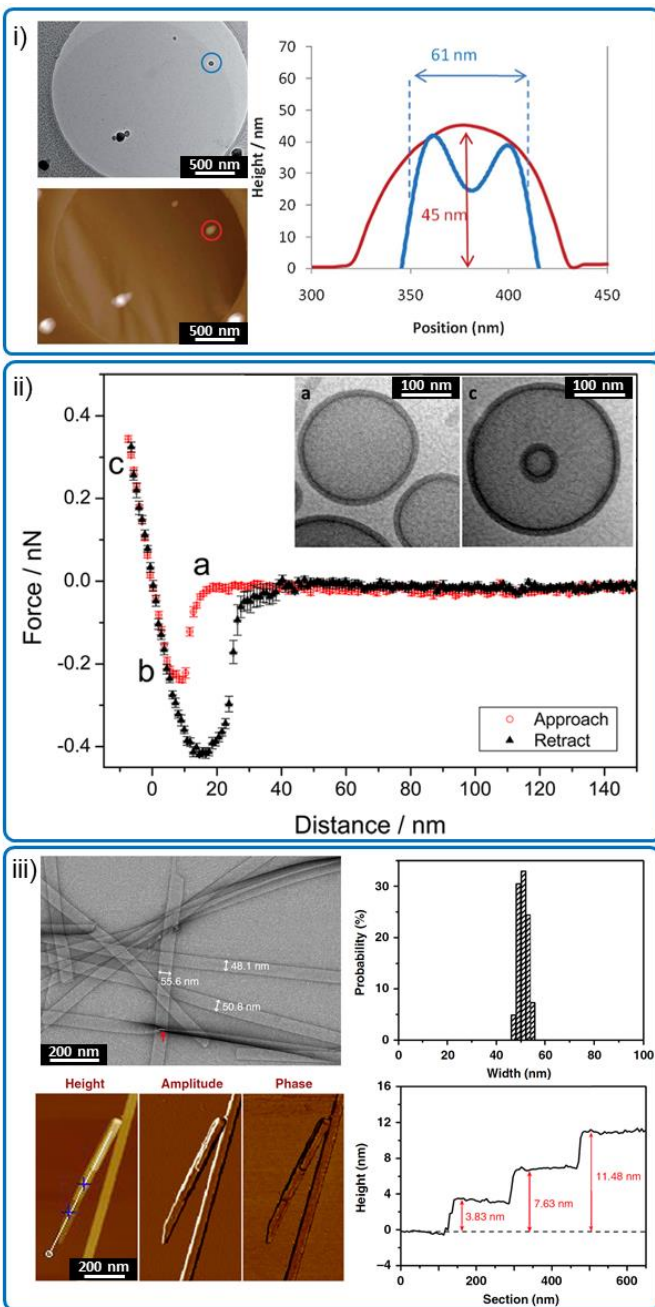 i)
500 nm
500 nm
Height / nm
70
60
50
40
30
20
10
0
61 nm
45 nm
300
350
400
450
Position (nm)
ii)
0.4
0.2
0.0
-0.2
-0.4
Force / nN
c
a
b
a
100 nm
c
100 nm
Approach
Retract
0
20
40
60
80
100
120
140
Distance / nm
iii)
48.1 nm
55.6 nm
50.8 nm
200 nm
Probability (%)
30
15
0
0
20
40
60
80
100
Width (nm)
Height
Amplitude
Phase
200 nm
Height (nm)
16
12
8
4
0
−4
3.83 nm
7.63 nm
11.48 nm
0
150
300
450
600
Section (nm)